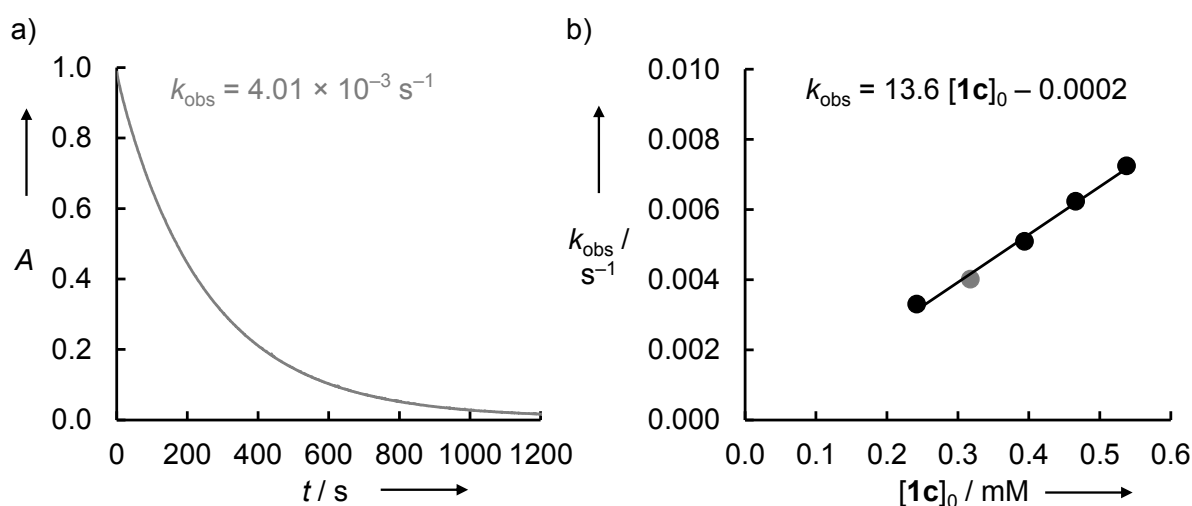 a)
k_obs = 4.01 × 10⁻³ s⁻¹
1.0
0.8
0.6
0.4
0.2
0.0
A
0 200 400 600 800 1000 1200
t / s
b)
k_obs = 13.6 [1c]₀ – 0.0002
0.010
0.008
0.006
0.004
0.002
0.000
k_obs /
s⁻¹
0.0 0.1 0.2 0.3 0.4 0.5 0.6
[1c]₀ / mM